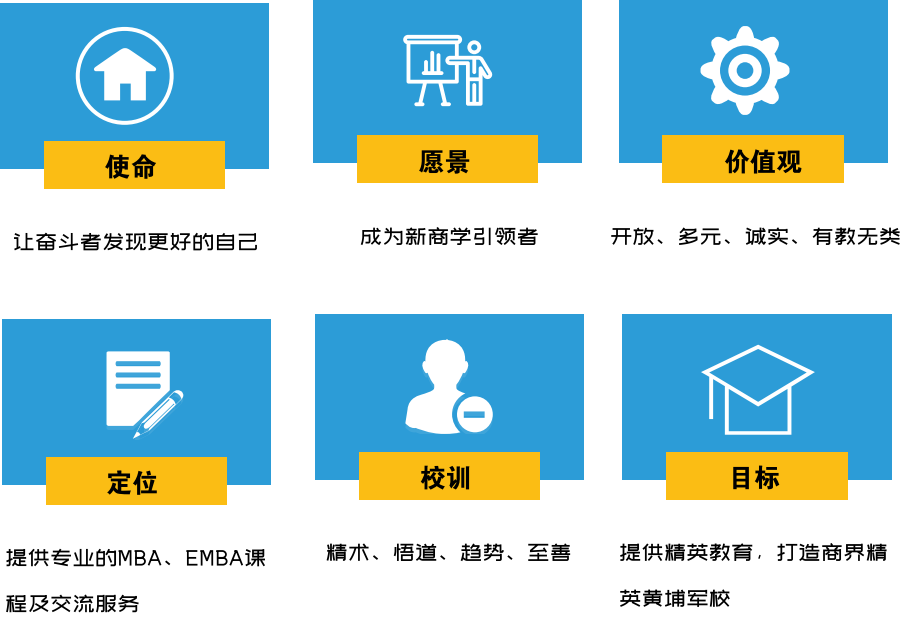 使命
愿景
价值观
让奋斗者发现更好的自己
成为新商学引领者
开放、多元、诚实、有教无类
定位
校训
目标
提供专业的MBA、EMBA课
程及交流服务
精术、悟道、趋势、至善
提供精英教育，打造商界精
英黄埔军校